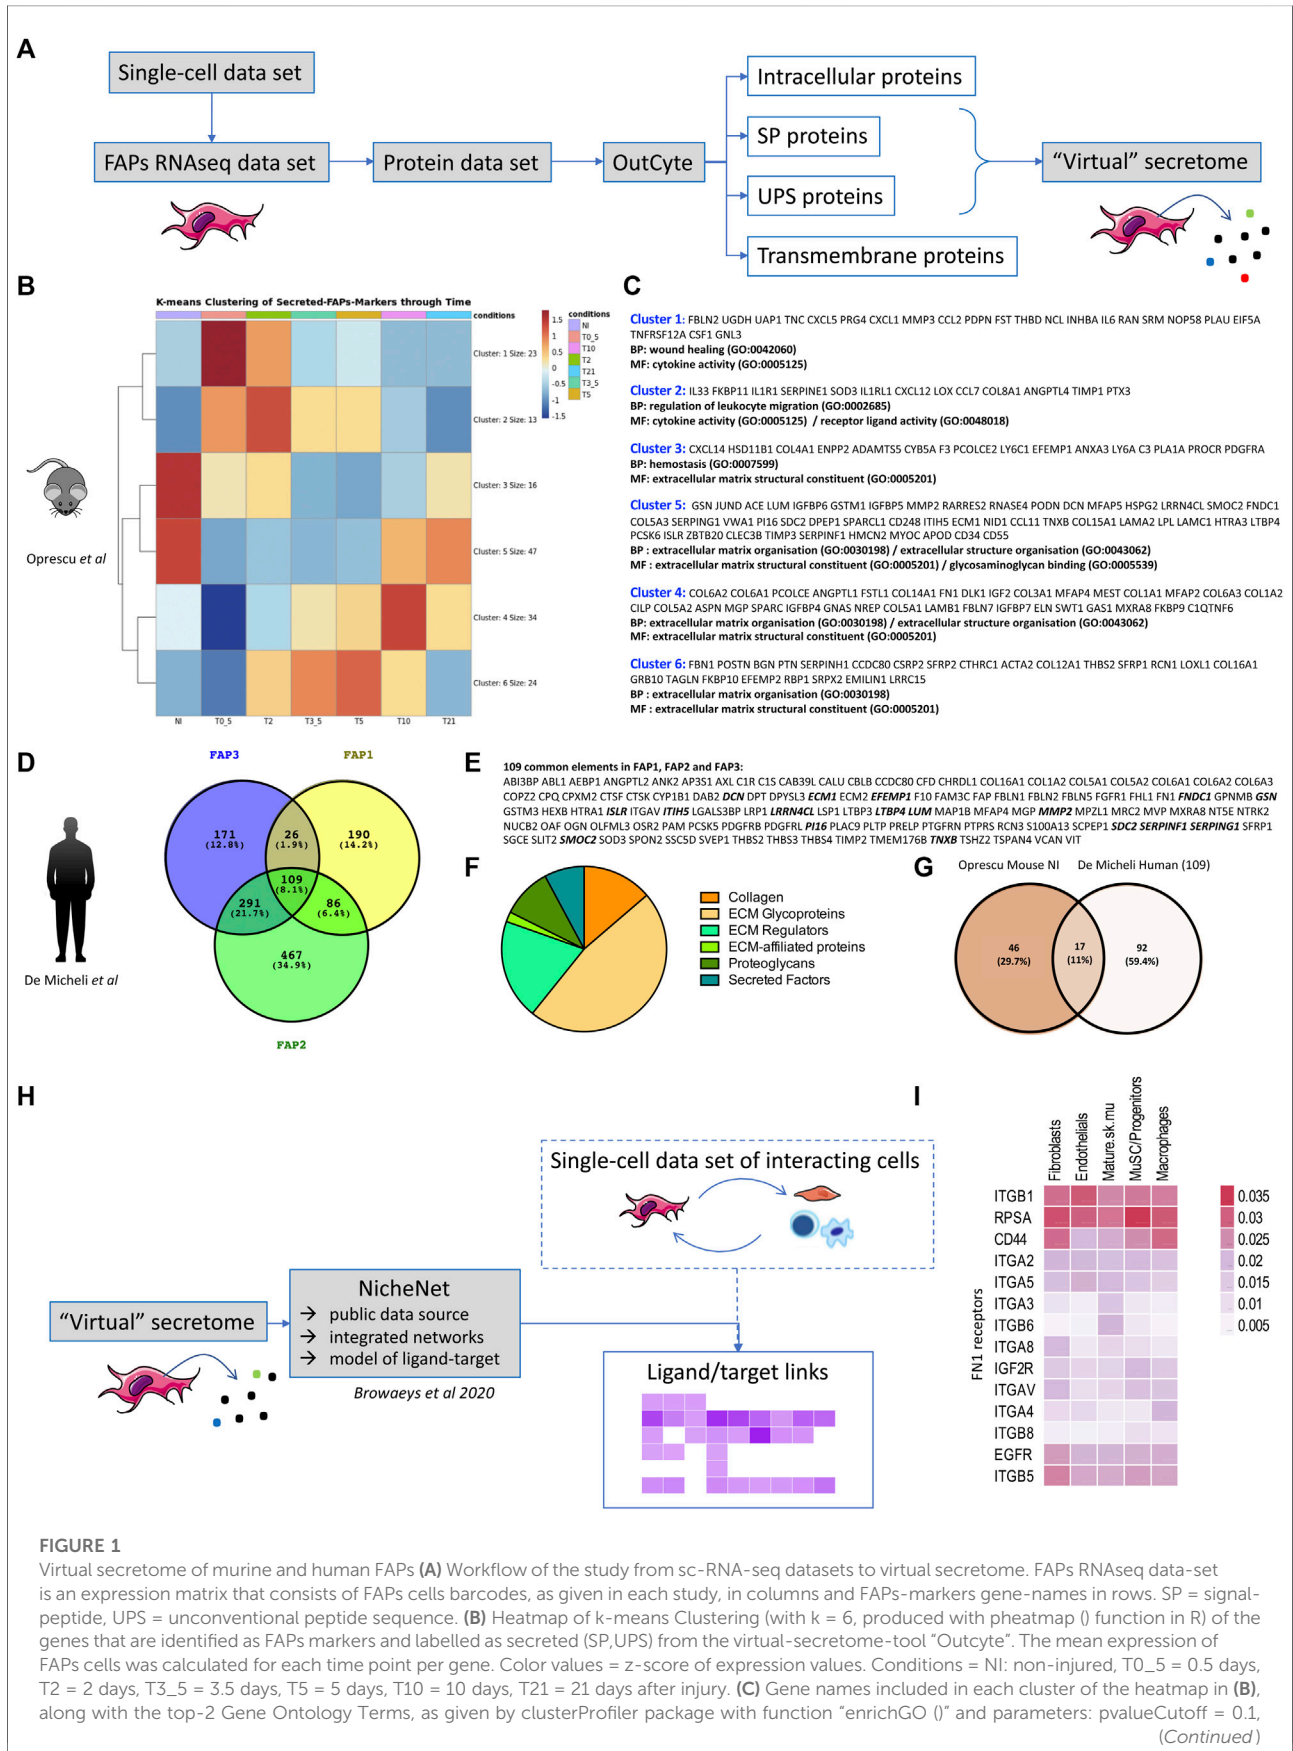 A
Single-cell data set
FAPs RNAseq data set
Protein data set
OutCyte
Intracellular proteins
SP proteins
UPS proteins
Transmembrane proteins
“Virtual” secretome
B
K-means Clustering of Secreted-FAPs-Markers through Time
conditions
Cluster: 1 Size: 23
Cluster: 2 Size: 13
Cluster: 3 Size: 16
Cluster: 5 Size: 47
Cluster: 4 Size: 34
Cluster: 6 Size: 24
1.5
1
0.5
0
-0.5
-1
-1.5
conditions
NI
T0_5
T10
T2
T21
T3_5
T5
NI T0_5 T2 T3_5 T5 T10 T21
Oprescu et al
C
Cluster 1: FBLN2 UGDH UAP1 TNC CXCL5 PRG4 CXCL1 MMP3 CCL2 PDPN FST THBD NCL INHBA IL6 RAN SRM NOP58 PLAU EIF5A
TNFRSF12A CSF1 GNL3
BP: wound healing (GO:0042060)
MF: cytokine activity (GO:0005125)
Cluster 2: IL33 FKBP11 IL1R1 SERPINE1 SOD3 IL1RL1 CXCL12 LOX CCL7 COL8A1 ANGPTL4 TIMP1 PTX3
BP: regulation of leukocyte migration (GO:0002685)
MF: cytokine activity (GO:0005125) / receptor ligand activity (GO:0048018)
Cluster 3: CXCL14 HSD11B1 COL4A1 ENPP2 ADAMTS5 CYB5A F3 PCOLCE2 LY6C1 EFEMP1 ANXA3 LY6A C3 PLA1A PROCR PDGFRA
BP: hemostasis (GO:0007599)
MF: extracellular matrix structural constituent (GO:0005201)
Cluster 5: GSN JUND ACE LUM IGFBP6 GSTM1 IGFBP5 MMP2 RARRES2 RNASE4 PODN DCN MFAP5 HSPG2 LRRN4CL SMOC2 FNDC1
COL5A3 SERPING1 VWA1 PI16 SDC2 DPEP1 SPARCL1 CD248 ITIH5 ECM1 NID1 CCL11 TNXB COL15A1 LAMA2 LPL LAMC1 HTRA3 LTBP4
PCSK6 ISLR ZBTB20 CLEC3B TIMP3 SERPINF1 HMCN2 MYOC APOD CD34 CD55
BP : extracellular matrix organisation (GO:0030198) / extracellular structure organisation (GO:0043062)
MF : extracellular matrix structural constituent (GO:0005201) / glycosaminoglycan binding (GO:0005539)
Cluster 4: COL6A2 COL6A1 PCOLCE ANGPTL1 FSTL1 COL14A1 FN1 DLK1 IGF2 COL3A1 MFAP4 MEST COL1A1 MFAP2 COL6A3 COL1A2
CILP COL5A2 ASPN MGP SPARC IGFBP4 GNAS NREP COL5A1 LAMB1 FBLN7 IGFBP7 ELN SWT1 GAS1 MXRA8 FKBP9 C1QTNF6
BP: extracellular matrix organisation (GO:0030198) / extracellular structure organisation (GO:0043062)
MF: extracellular matrix structural constituent (GO:0005201)
Cluster 6: FBN1 POSTN BGN PTN SERPINH1 CCDC80 CSRP2 SFRP2 CTHRC1 ACTA2 COL12A1 THBS2 SFRP1 RCN1 LOXL1 COL16A1
GRB10 TAGLN FKBP10 EFEMP2 RBP1 SRPX2 EMILIN1 LRRC15
BP : extracellular matrix organisation (GO:0030198)
MF : extracellular matrix structural constituent (GO:0005201)
D
FAP3
FAP1
171
(12.8%)
26
(1.9%)
190
(14.2%)
109
(8.1%)
291
(21.7%)
86
(6.4%)
467
(34.9%)
FAP2
De Micheli et al
E
109 common elements in FAP1, FAP2 and FAP3:
ABI3BP ABL1 AEBP1 ANGPTL2 ANK2 AP3S1 AXL C1R C1S CAB39L CALU CBLB CCDC80 CFD CHRDL1 COL16A1 COL1A2 COL5A1 COL5A2 COL6A1 COL6A2 COL6A3
COPZ2 CPQ CPXM2 CTSF CTSK CYP1B1 DAB2 DCN DPT DPYSL3 ECM1 ECM2 EFEMP1 F10 FAM3C FAP FBLN1 FBLN2 FBLN5 FGFR1 FHL1 FN1 FNDC1 GPNMB GSN
GSTM3 HEXB HTRA1 ISLR ITGAV ITIH5 LGALS3BP LRP1 LRRN4CL LSP1 LTBP3 LTBP4 LUM MAP1B MFAP4 MGP MMP2 MPZL1 MRC2 MVP MXRA8 NT5E NTRK2
NUCB2 OAF OGN OLFML3 OSR2 PAM PCSK5 PDGFRB PDGFRL PI16 PLAC9 PLTP PRELP PTGFRN PTPRS RCN3 S100A13 SCPEP1 SDC2 SERPINF1 SERPING1 SFRP1
SGCE SLIT2 SMOC2 SOD3 SPON2 SSC5D SVEP1 THBS2 THBS3 THBS4 TIMP2 TMEM176B TNXB TSHZ2 TSPAN4 VCAN VIT
F
Collagen
ECM Glycoproteins
ECM Regulators
ECM-affiliated proteins
Proteoglycans
Secreted Factors
G
Oprescu Mouse NI De Micheli Human (109)
46
(29.7%)
17
(11%)
92
(59.4%)
H
“Virtual” secretome
NicheNet
→ public data source
→ integrated networks
→ model of ligand-target
Browaeys et al 2020
Single-cell data set of interacting cells
Ligand/target links
I
Fibroblasts
Endothelials
Mature.sk.mu
MuSC/Progenitors
Macrophages
FN1 receptors
ITGB1
RPSA
CD44
ITGA2
ITGA5
ITGA3
ITGB6
ITGA8
IGF2R
ITGAV
ITGA4
ITGB8
EGFR
ITGB5
0.035
0.03
0.025
0.02
0.015
0.01
0.005
FIGURE 1
Virtual secretome of murine and human FAPs (A) Workflow of the study from sc-RNA-seq datasets to virtual secretome. FAPs RNAseq data-set
is an expression matrix that consists of FAPs cells barcodes, as given in each study, in columns and FAPs-markers gene-names in rows. SP = signal-
peptide, UPS = unconventional peptide sequence. (B) Heatmap of k-means Clustering (with k = 6, produced with pheatmap () function in R) of the
genes that are identified as FAPs markers and labelled as secreted (SP,UPS) from the virtual-secretome-tool “Outcyte”. The mean expression of
FAPs cells was calculated for each time point per gene. Color values = z-score of expression values. Conditions = NI: non-injured, T0_5 = 0.5 days,
T2 = 2 days, T3_5 = 3.5 days, T5 = 5 days, T10 = 10 days, T21 = 21 days after injury. (C) Gene names included in each cluster of the heatmap in (B),
along with the top-2 Gene Ontology Terms, as given by clusterProfiler package with function “enrichGO ()” and parameters: pvalueCutoff = 0.1,
(Continued)